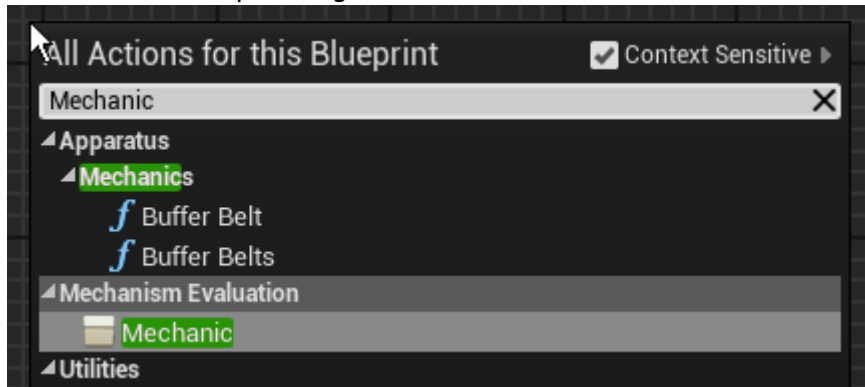 All Actions for this Blueprint Context Sensitive
Mechanic
Apparatus
Mechanics
f Buffer Belt
f Buffer Belts
Mechanism Evaluation
Mechanic
Utilities